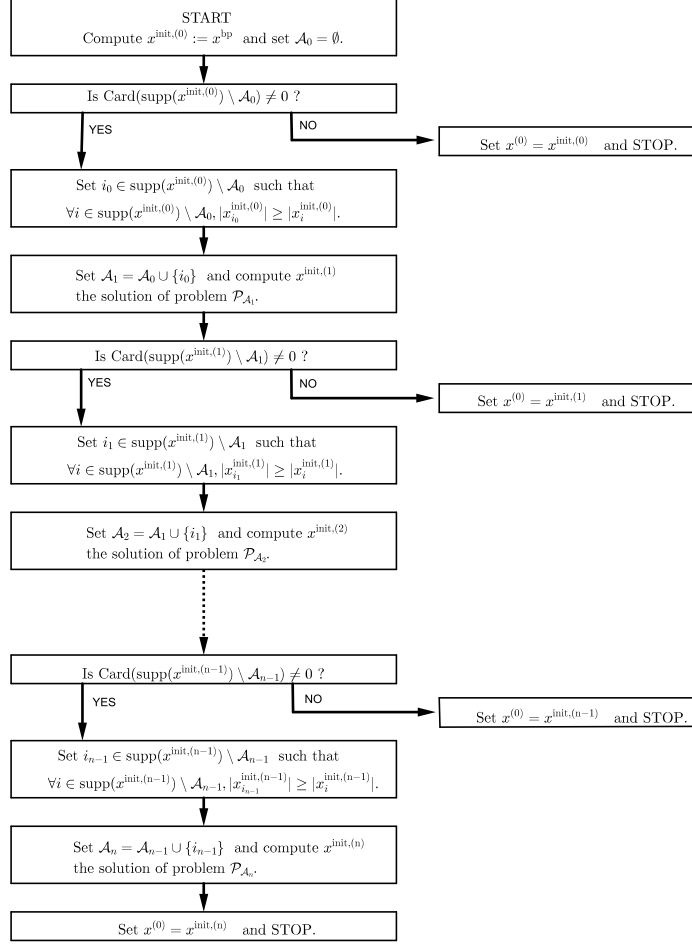 START
Compute x^{init,(0)} := x^{bp} and set 𝒜_0 = ∅.
Is Card(supp(x^{init,(0)}) \ 𝒜_0) ≠ 0 ?
YES
NO
Set x^{(0)} = x^{init,(0)} and STOP.
Set i_0 ∈ supp(x^{init,(0)}) \ 𝒜_0 such that
∀i ∈ supp(x^{init,(0)}) \ 𝒜_0, |x_{i_0}^{init,(0)}| ≥ |x_i^{init,(0)}|.
Set 𝒜_1 = 𝒜_0 ∪ {i_0} and compute x^{init,(1)}
the solution of problem 𝒫_{𝒜_1}.
Is Card(supp(x^{init,(1)}) \ 𝒜_1) ≠ 0 ?
YES
NO
Set x^{(0)} = x^{init,(1)} and STOP.
Set i_1 ∈ supp(x^{init,(1)}) \ 𝒜_1 such that
∀i ∈ supp(x^{init,(1)}) \ 𝒜_1, |x_{i_1}^{init,(1)}| ≥ |x_i^{init,(1)}|.
Set 𝒜_2 = 𝒜_1 ∪ {i_1} and compute x^{init,(2)}
the solution of problem 𝒫_{𝒜_2}.
Is Card(supp(x^{init,(n−1)}) \ 𝒜_{n−1}) ≠ 0 ?
YES
NO
Set x^{(0)} = x^{init,(n−1)} and STOP.
Set i_{n−1} ∈ supp(x^{init,(n−1)}) \ 𝒜_{n−1} such that
∀i ∈ supp(x^{init,(n−1)}) \ 𝒜_{n−1}, |x_{i_{n−1}}^{init,(n−1)}| ≥ |x_i^{init,(n−1)}|.
Set 𝒜_n = 𝒜_{n−1} ∪ {i_{n−1}} and compute x^{init,(n)}
the solution of problem 𝒫_{𝒜_n}.
Set x^{(0)} = x^{init,(n)} and STOP.